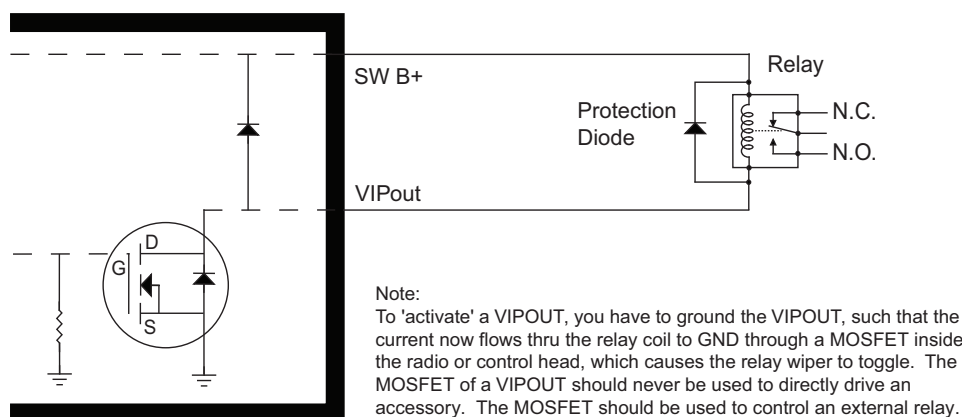 SW B+
Relay
Protection
Diode
N.C.
N.O.
VIPout
D
G
S
Note:
To 'activate' a VIPOUT, you have to ground the VIPOUT, such that the
current now flows thru the relay coil to GND through a MOSFET inside
the radio or control head, which causes the relay wiper to toggle. The
MOSFET of a VIPOUT should never be used to directly drive an
accessory. The MOSFET should be used to control an external relay.